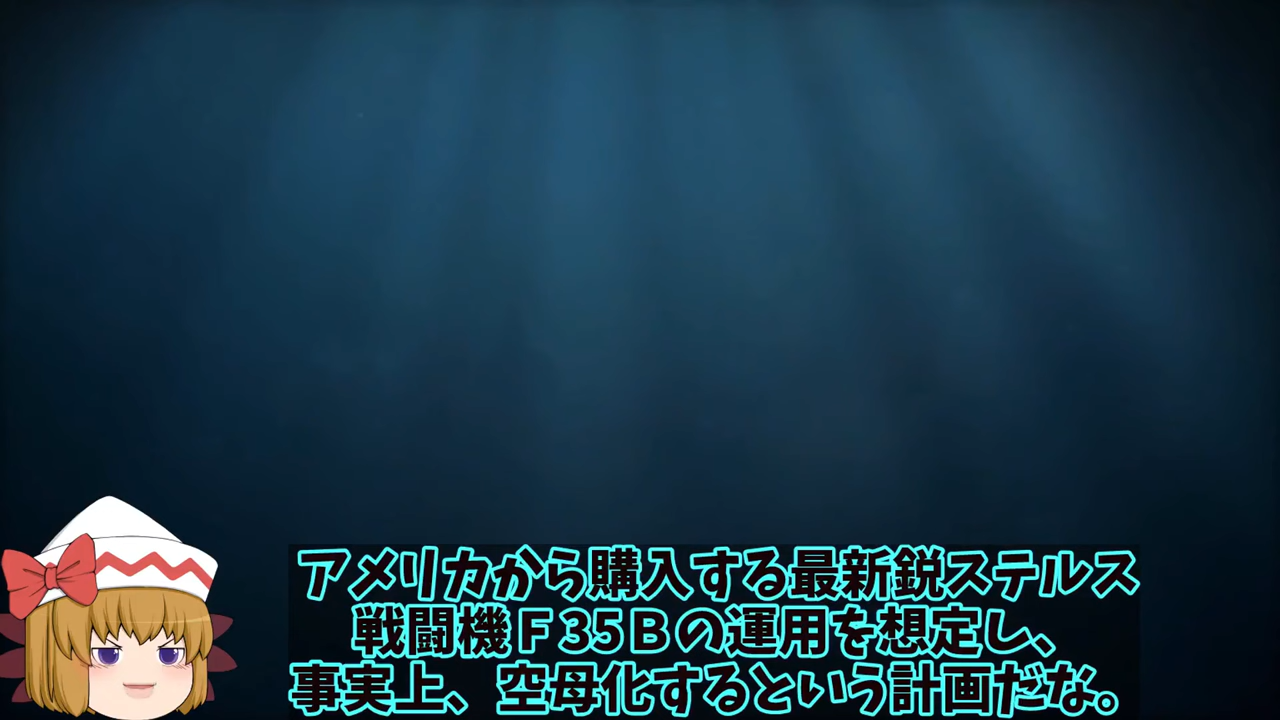 アメリカから購入する最新鋭ステルス
戦闘機Ｆ35Ｂの運用を想定し、
事実上、空母化するという計画だな。